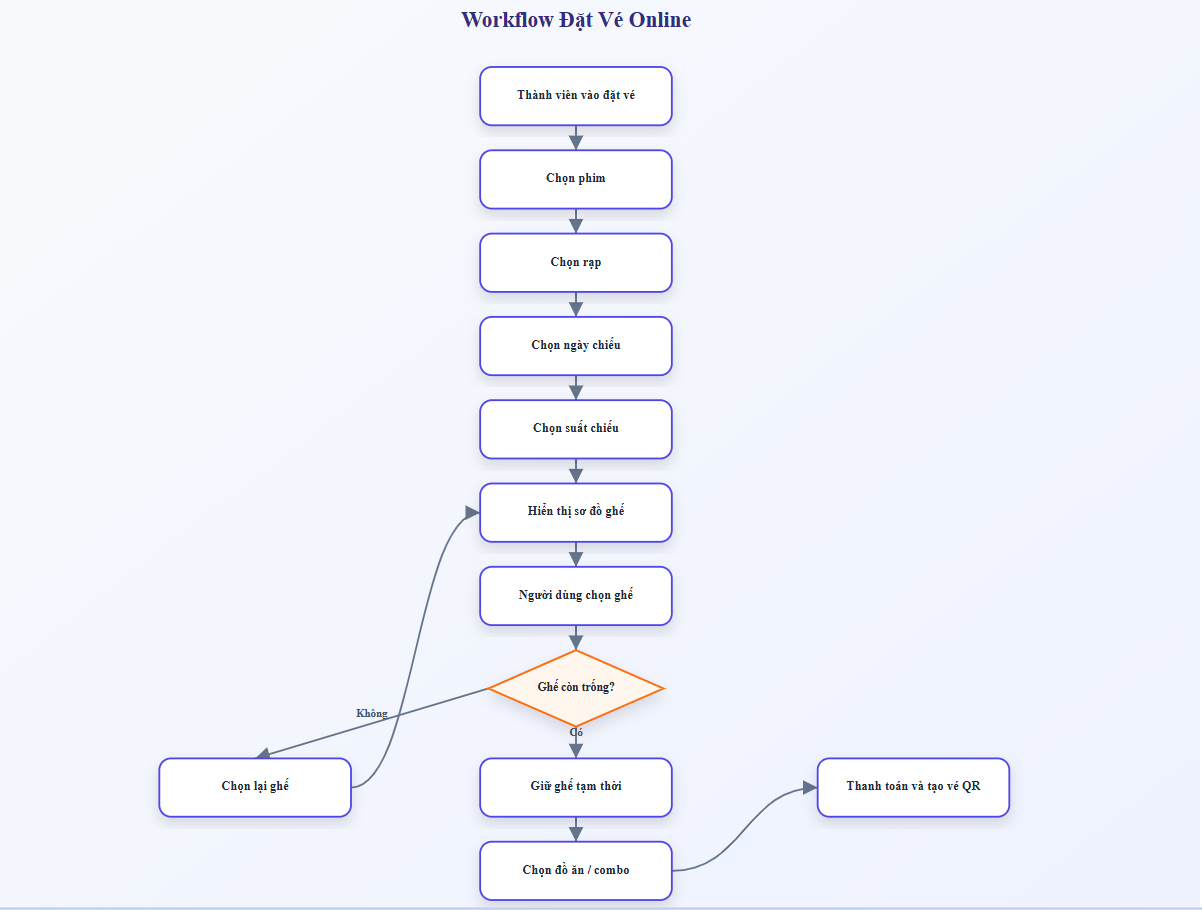 Workflow Đặt Vé Online
Thành viên vào đặt vé
Chọn phim
Chọn rạp
Chọn ngày chiếu
Chọn suất chiếu
Hiển thị sơ đồ ghế
Người dùng chọn ghế
Ghế còn trống?
Không
Có
Chọn lại ghế
Giữ ghế tạm thời
Thanh toán và tạo vé QR
Chọn đồ ăn / combo